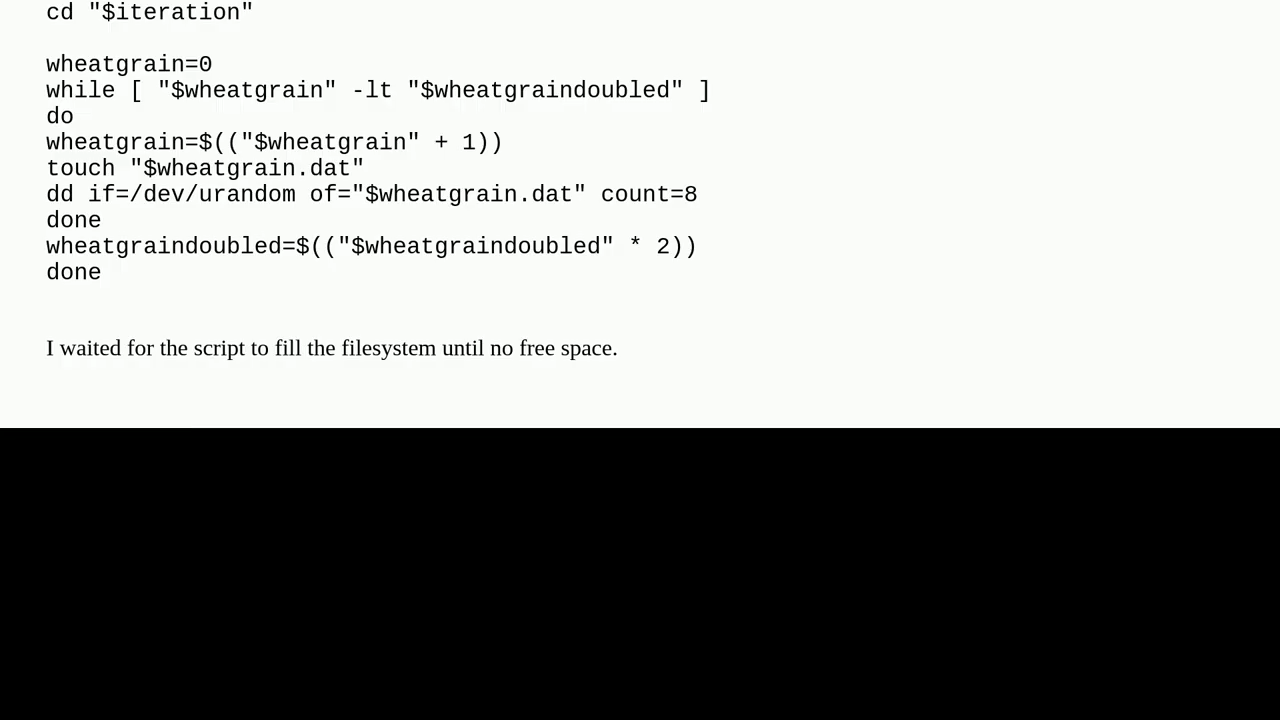 cd "$iteration"
wheatgrain=0
while [ "$wheatgrain" -lt "$wheatgraindoubled" ]
do
wheatgrain=$(("$wheatgrain" + 1))
touch "$wheatgrain.dat"
dd if=/dev/urandom of="$wheatgrain.dat" count=8
done
wheatgraindoubled=$(("$wheatgraindoubled" * 2))
done
I waited for the script to fill the filesystem until no free space.